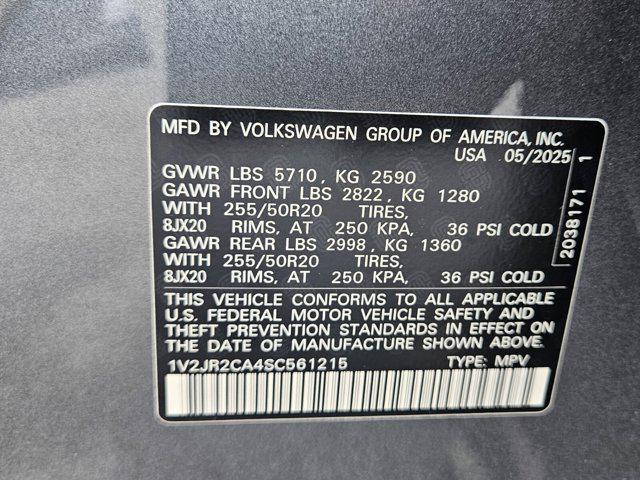 MFD BY VOLKSWAGEN GROUP OF AMERICA, INC.
USA 05/2025
GVWR LBS 5710, KG 2590
GAWR FRONT LBS 2822, KG 1280
WITH 255/50R20 TIRES,
8JX20 RIMS, AT 250 KPA, 36 PSI COLD
GAWR REAR LBS 2998, KG 1360
WITH 255/50R20 TIRES,
8JX20 RIMS, AT 250 KPA, 36 PSI COLD
THIS VEHICLE CONFORMS TO ALL APPLICABLE
U.S. FEDERAL MOTOR VEHICLE SAFETY AND
THEFT PREVENTION STANDARDS IN EFFECT ON
THE DATE OF MANUFACTURE SHOWN ABOVE.
1V2JR2CA4SC561215 TYPE: MPV
2038171 1